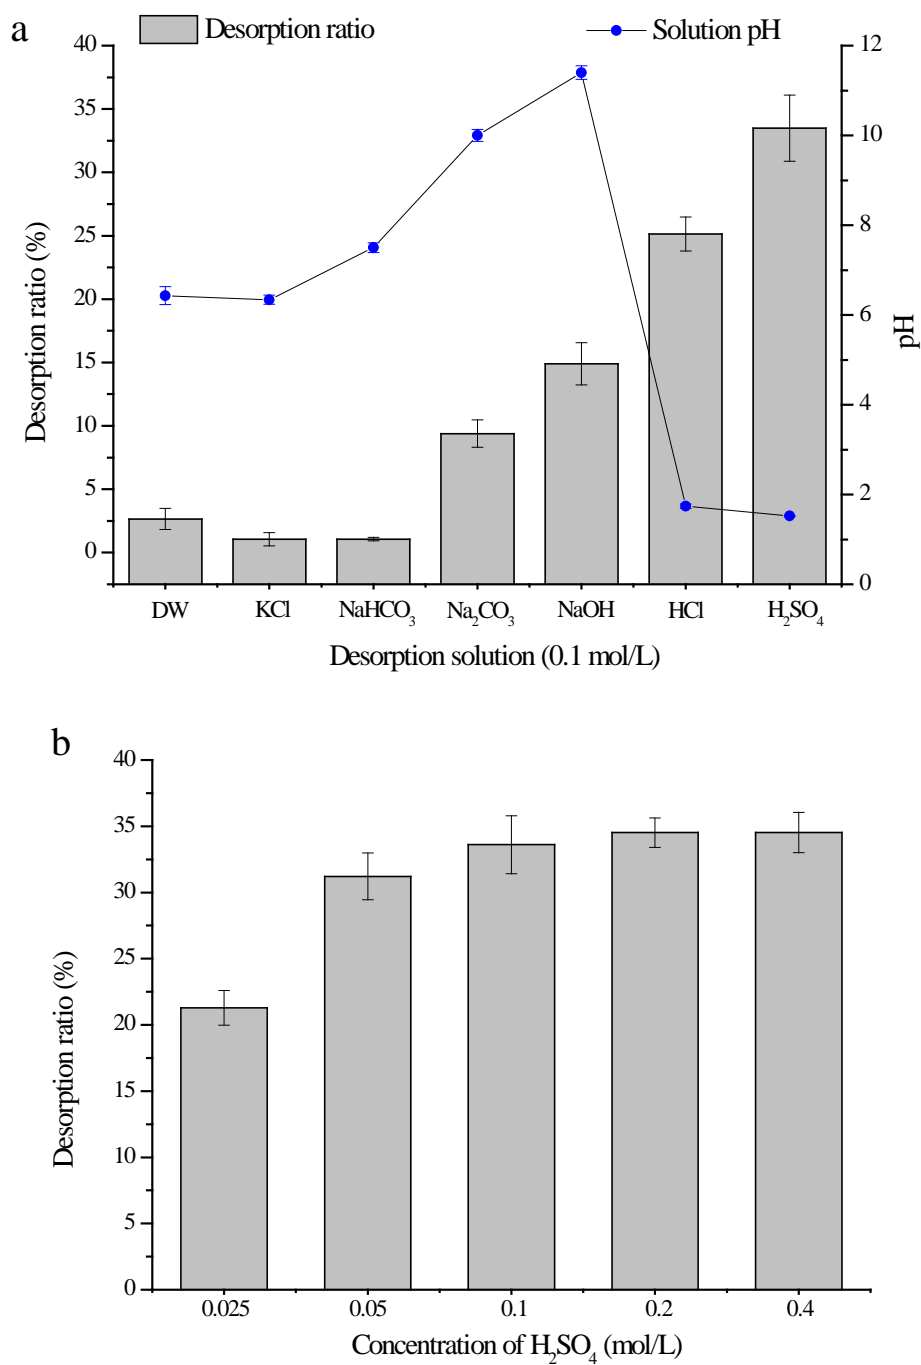 a
Desorption ratio
Solution pH
40
35
30
25
20
15
10
5
0
Desorption ratio (%)
12
10
8
6
4
2
0
pH
DW KCl NaHCO₃ Na₂CO₃ NaOH HCl H₂SO₄
Desorption solution (0.1 mol/L)
b
40
35
30
25
20
15
10
5
0
Desorption ratio (%)
0.025 0.05 0.1 0.2 0.4
Concentration of H₂SO₄ (mol/L)